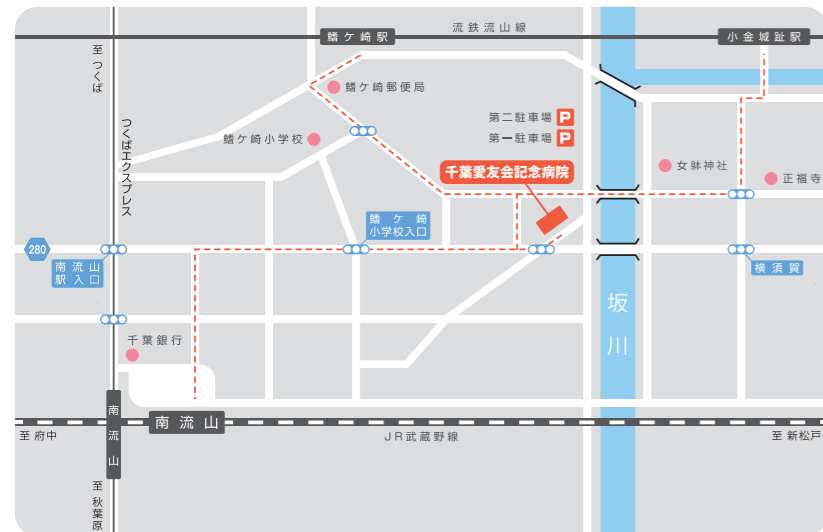 流鉄流山線
鰭ケ崎駅
小金城趾駅
至 つくば
鰭ケ崎郵便局
第二駐車場 P
第一駐車場 P
つくばエクスプレス
鰭ケ崎小学校
千葉愛友会記念病院
女躰神社
正福寺
鰭ケ崎
小学校入口
280
南流山
駅入口
横須賀
坂川
千葉銀行
南流山
南流山
至 府中
JR武蔵野線
至 新松戸
至 秋葉原